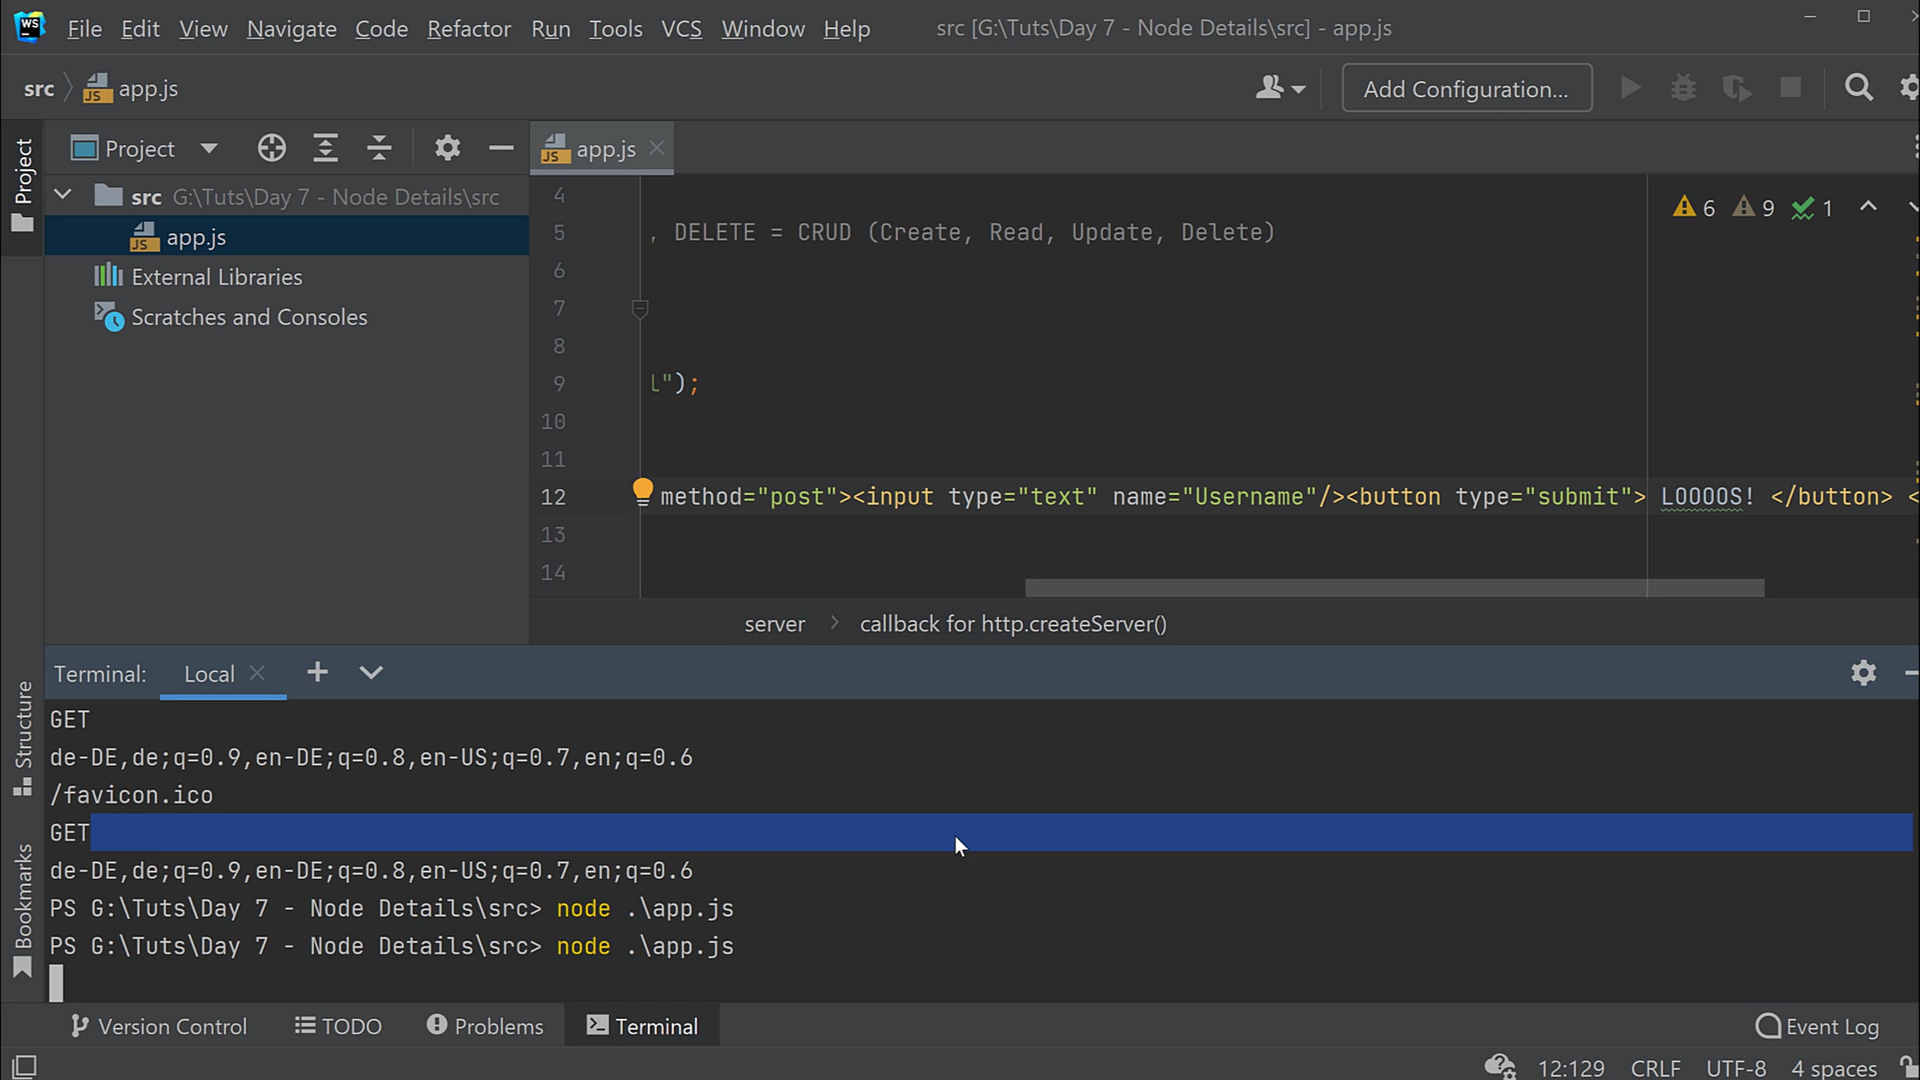 WS File Edit View Navigate Code Refactor Run Tools VCS Window Help src [G:\Tuts\Day 7 - Node Details\src] - app.js
src app.js Add Configuration...
Project
Project app.js
src G:\Tuts\Day 7 - Node Details\src
app.js
External Libraries
Scratches and Consoles
6 9 1
4
5 , DELETE = CRUD (Create, Read, Update, Delete)
6
7
8
9 l");
10
11
12 method="post"><input type="text" name="Username"/><button type="submit"> LOOOOS! </button> <
13
14
server callback for http.createServer()
Terminal: Local
Structure
Bookmarks
GET
de-DE,de;q=0.9,en-DE;q=0.8,en-US;q=0.7,en;q=0.6
/favicon.ico
GET
de-DE,de;q=0.9,en-DE;q=0.8,en-US;q=0.7,en;q=0.6
PS G:\Tuts\Day 7 - Node Details\src> node .\app.js
PS G:\Tuts\Day 7 - Node Details\src> node .\app.js
Version Control TODO Problems Terminal Event Log
12:129 CRLF UTF-8 4 spaces